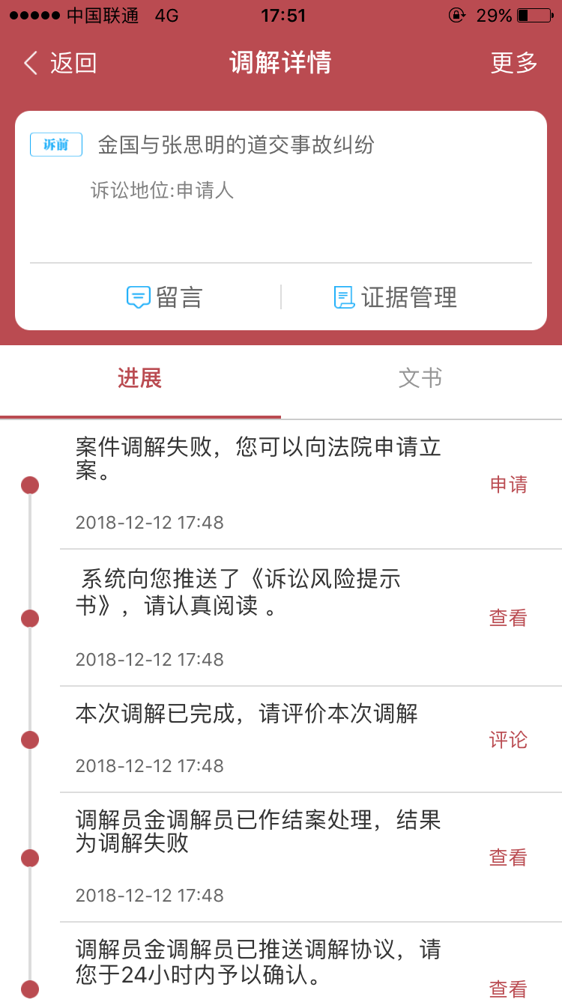 中国联通 4G 17:51 29%
返回 调解详情 更多
诉前 金国与张思明的道交事故纠纷
诉讼地位:申请人
留言 证据管理
进展 文书
案件调解失败，您可以向法院申请立
案。
申请
2018-12-12 17:48
系统向您推送了《诉讼风险提示
书》，请认真阅读 。
查看
2018-12-12 17:48
本次调解已完成，请评价本次调解
评论
2018-12-12 17:48
调解员金调解员已作结案处理，结果
为调解失败
查看
2018-12-12 17:48
调解员金调解员已推送调解协议，请
您于24小时内予以确认。
查看